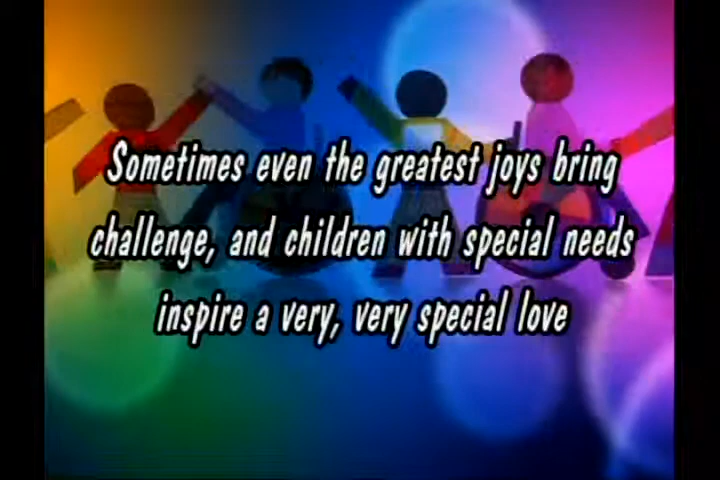 Sometimes even the greatest joys bring
challenge, and children with special needs
inspire a very, very special love